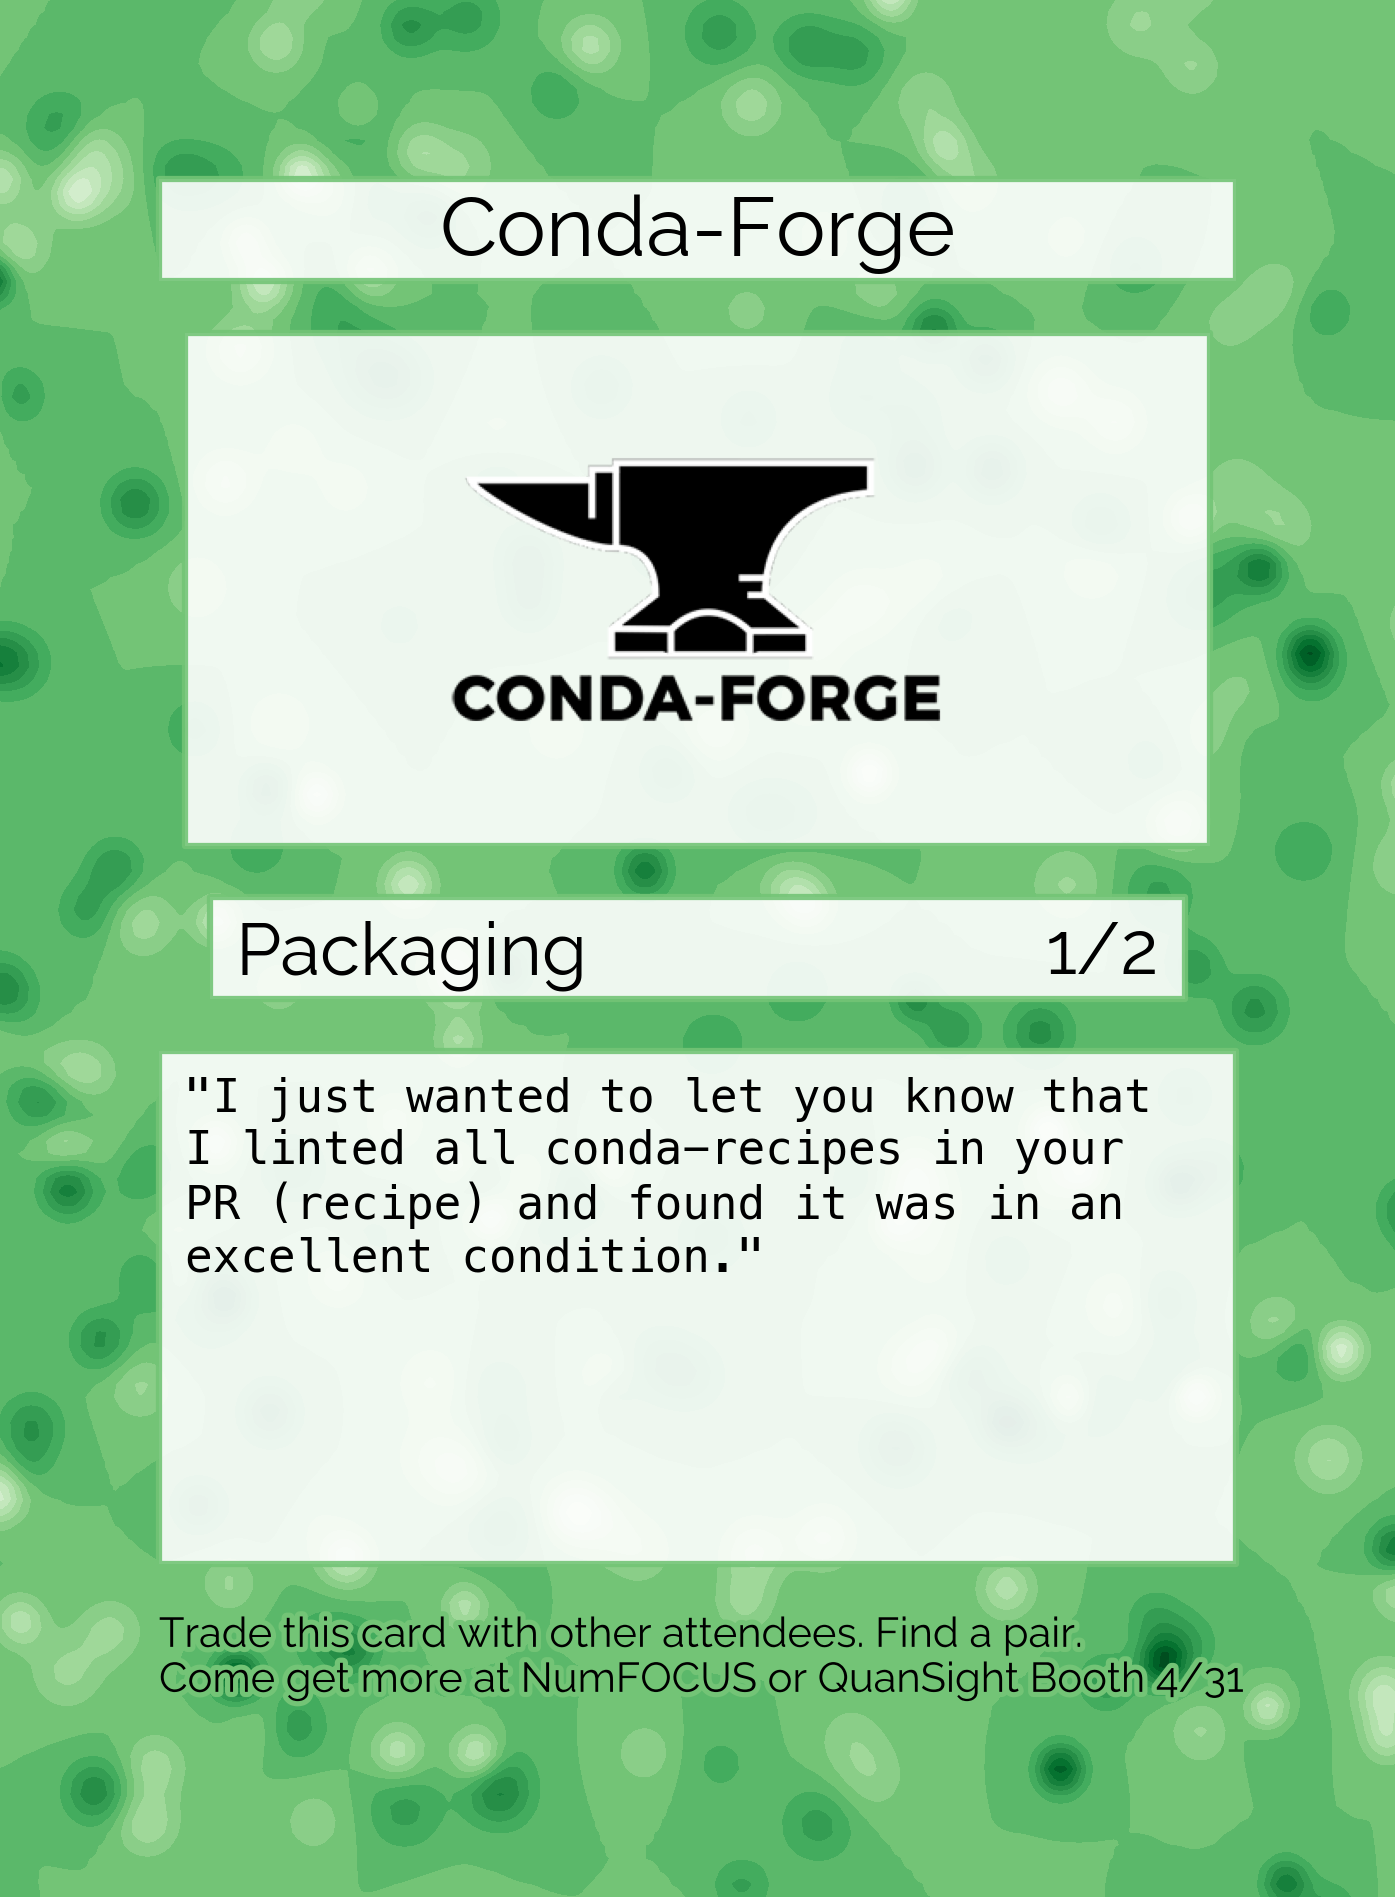 Conda-Forge
CONDA-FORGE
Packaging 1/2
"I just wanted to let you know that
I linted all conda-recipes in your
PR (recipe) and found it was in an
excellent condition."
Trade this card with other attendees. Find a pair.
Come get more at NumFOCUS or QuanSight Booth 4/31